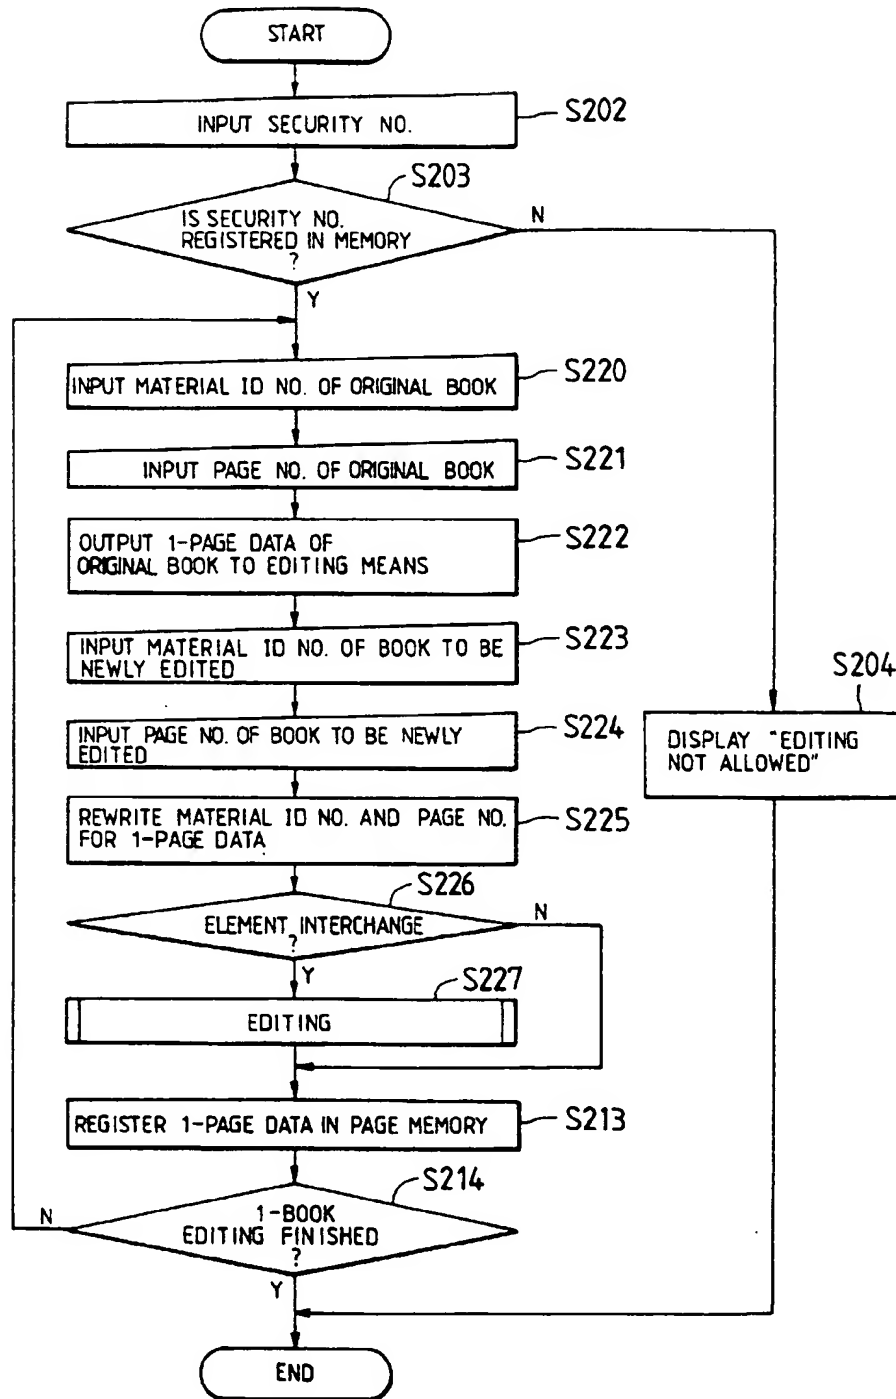 START
INPUT SECURITY NO.
S202
S203
IS SECURITY NO.
REGISTERED IN MEMORY
?
N
Y
INPUT MATERIAL ID NO. OF ORIGINAL BOOK
S220
INPUT PAGE NO. OF ORIGINAL BOOK
S221
OUTPUT 1-PAGE DATA OF
ORIGINAL BOOK TO EDITING MEANS
S222
INPUT MATERIAL ID NO. OF BOOK TO BE
NEWLY EDITED
S223
INPUT PAGE NO. OF BOOK TO BE NEWLY
EDITED
S224
S204
DISPLAY "EDITING
NOT ALLOWED"
REWRITE MATERIAL ID NO. AND PAGE NO.
FOR 1-PAGE DATA
S225
S226
ELEMENT INTERCHANGE
?
N
Y
S227
EDITING
REGISTER 1-PAGE DATA IN PAGE MEMORY
S213
S214
1-BOOK
EDITING FINISHED
?
N
Y
END